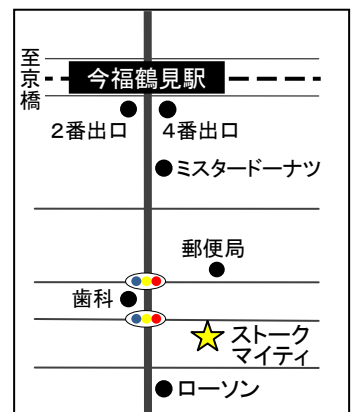 至京橋
今福鶴見駅
2番出口
4番出口
ミスタードーナツ
郵便局
歯科
ストーク
マイティ
ローソン